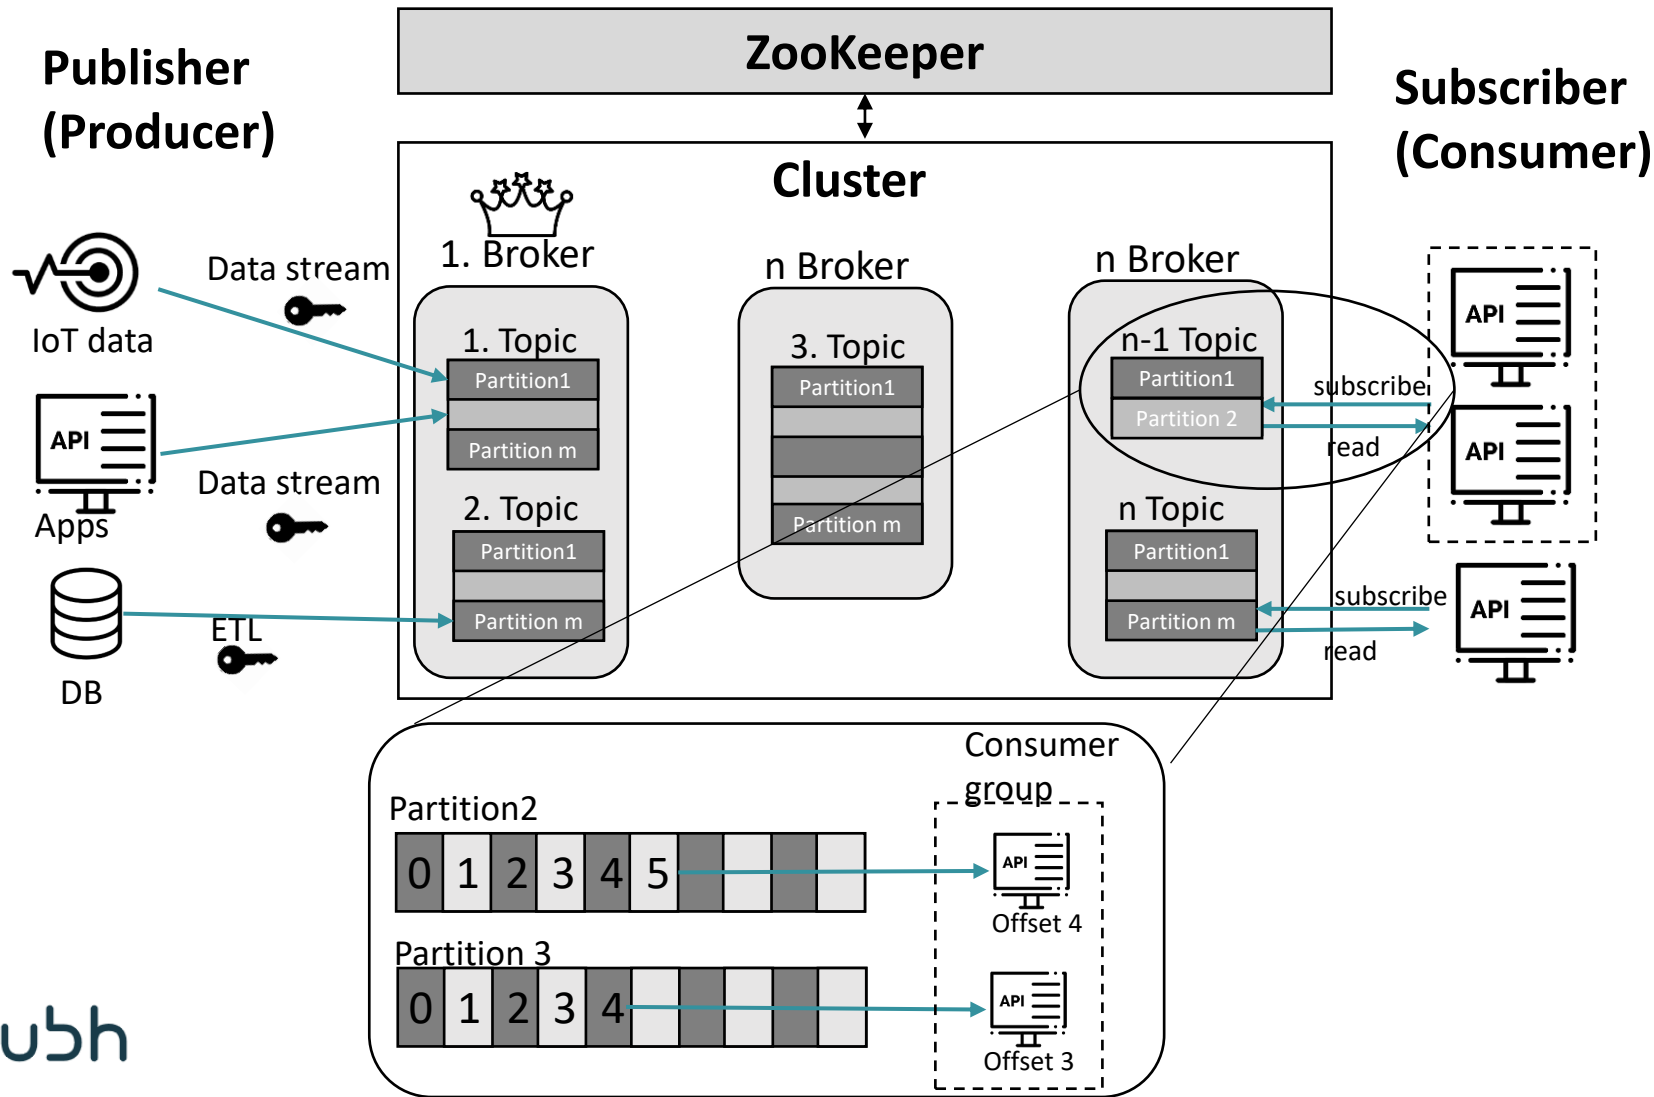 ZooKeeper
Publisher
(Producer)
Subscriber
(Consumer)
Cluster
1. Broker
n Broker
n Broker
Data stream
IoT data
1. Topic
Partition1
Partition m
3. Topic
Partition1
Partition m
n-1 Topic
Partition1
Partition 2
subscribe
read
API
API
API
Apps
Data stream
2. Topic
Partition1
Partition m
n Topic
Partition1
Partition m
subscribe
read
API
ETL
DB
Consumer
group
Partition2
0 1 2 3 4 5
API
Offset 4
Partition 3
0 1 2 3 4
API
Offset 3
ubh